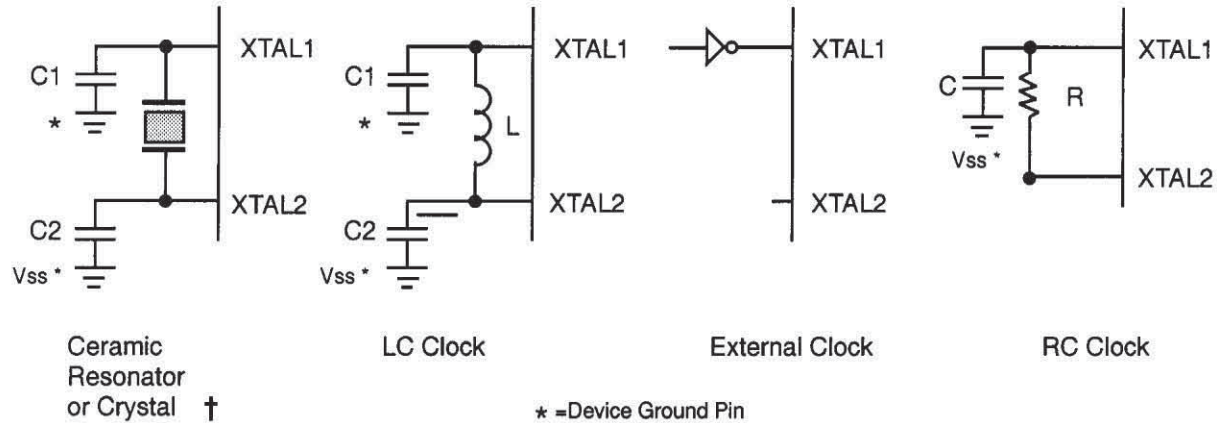 XTAL1
C1
*
XTAL2
C2
Vss *
Ceramic
Resonator
or Crystal †
XTAL1
C1
*
L
XTAL2
C2
Vss *
LC Clock
XTAL1
XTAL2
External Clock
XTAL1
C
R
Vss *
XTAL2
RC Clock
* =Device Ground Pin